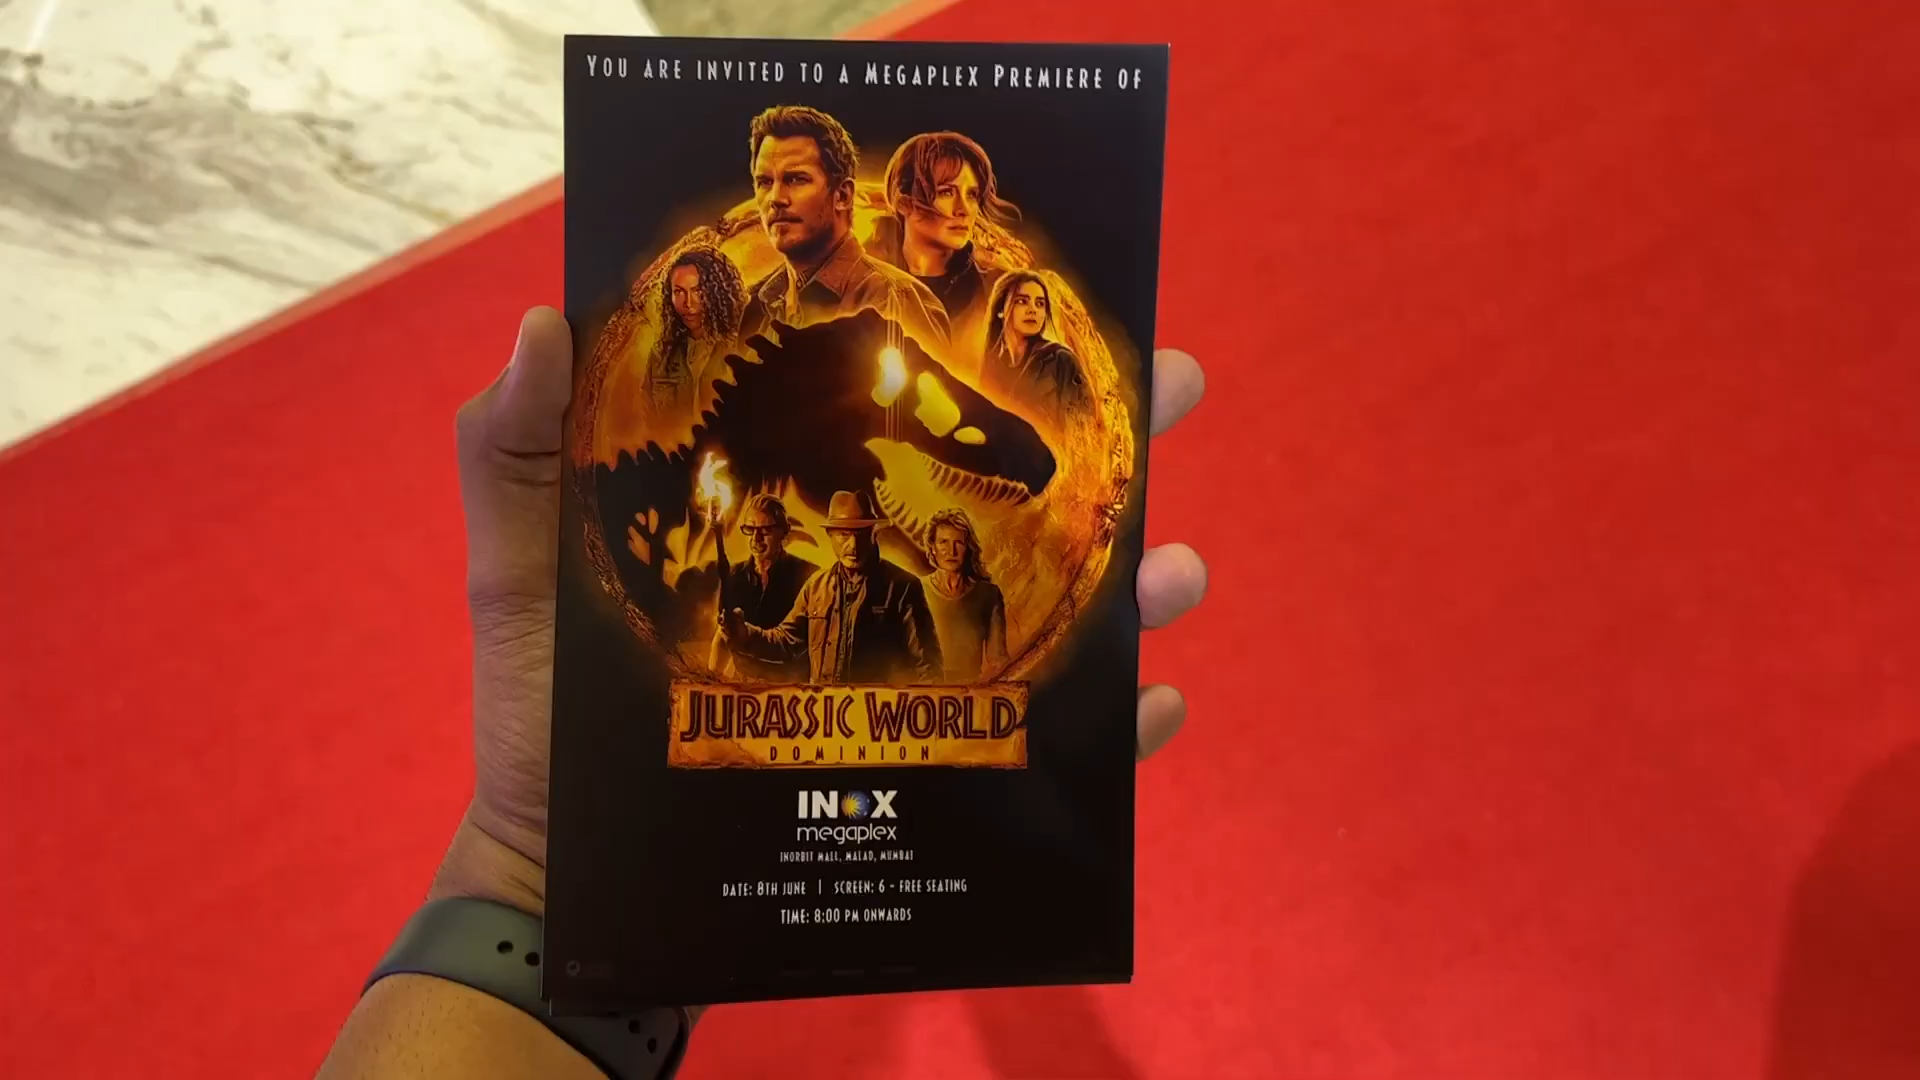 YOU ARE INVITED TO A MEGAPLEX PREMIERE OF
JURASSIC WORLD
DOMINION
INOX
megaplex
INORBIT MALL, MALAD, MUMBAI
DATE: 8TH JUNE | SCREEN: 6 - FREE SEATING
TIME: 8:00 PM ONWARDS